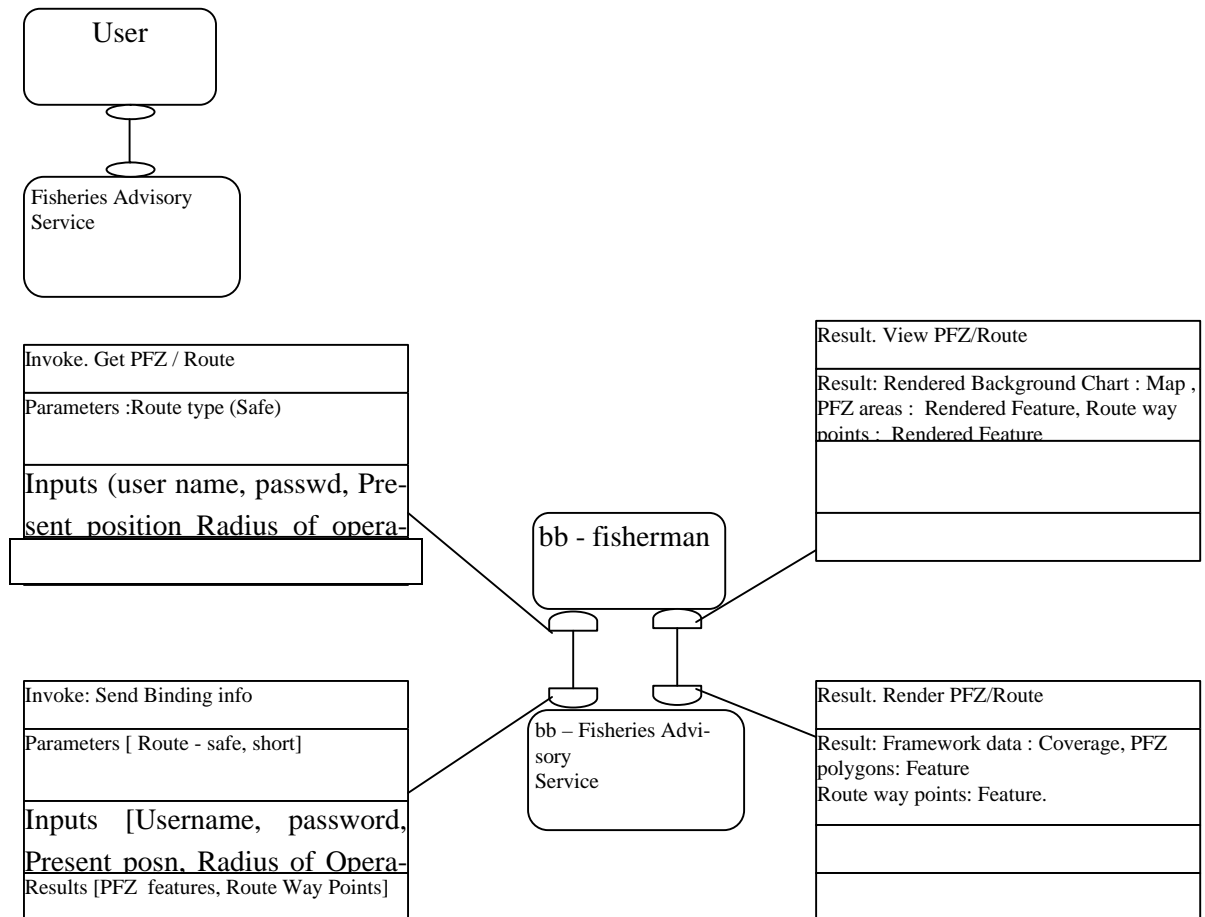 User
Fisheries Advisory
Service
Invoke. Get PFZ / Route
Parameters :Route type (Safe)
Inputs (user name, passwd, Pre-
sent position Radius of opera-
Result. View PFZ/Route
Result: Rendered Background Chart : Map ,
PFZ areas : Rendered Feature, Route way
points : Rendered Feature
bb - fisherman
Invoke: Send Binding info
Parameters [ Route - safe, short]
Inputs [Username, password,
Present posn, Radius of Opera-
Results [PFZ features, Route Way Points]
bb – Fisheries Advi-
sory
Service
Result. Render PFZ/Route
Result: Framework data : Coverage, PFZ
polygons: Feature
Route way points: Feature.